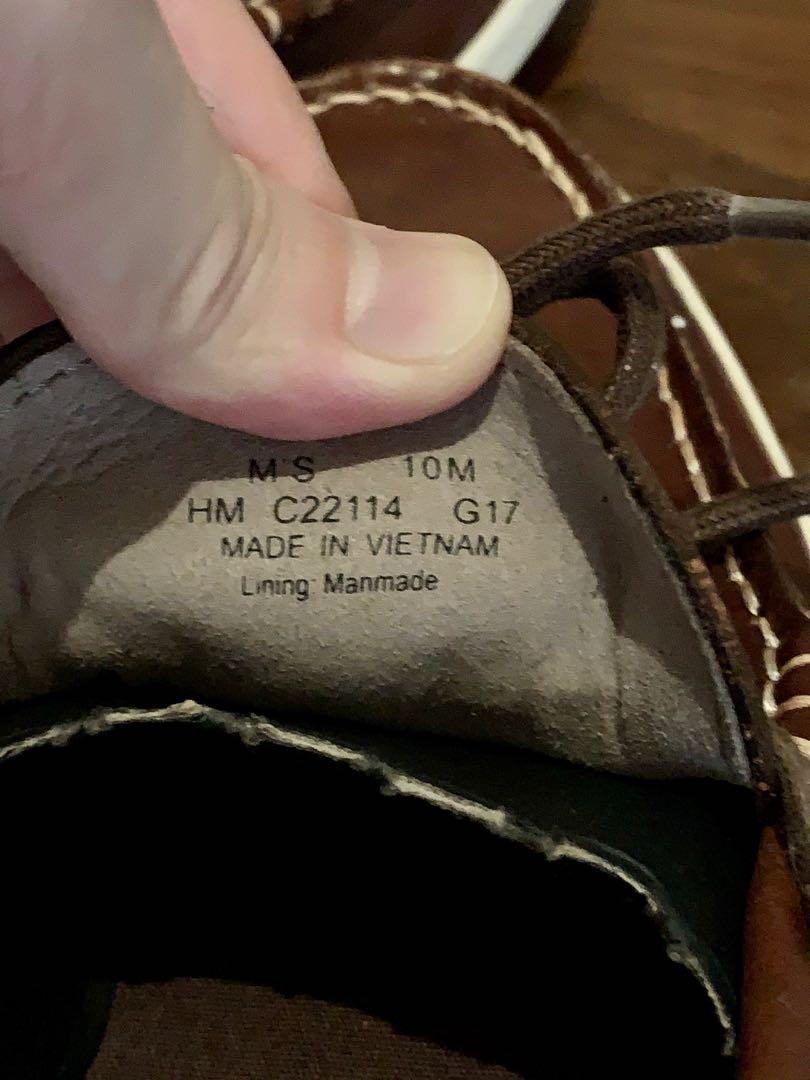 M'S 10M
HM C22114 G17
MADE IN VIETNAM
Lining: Manmade